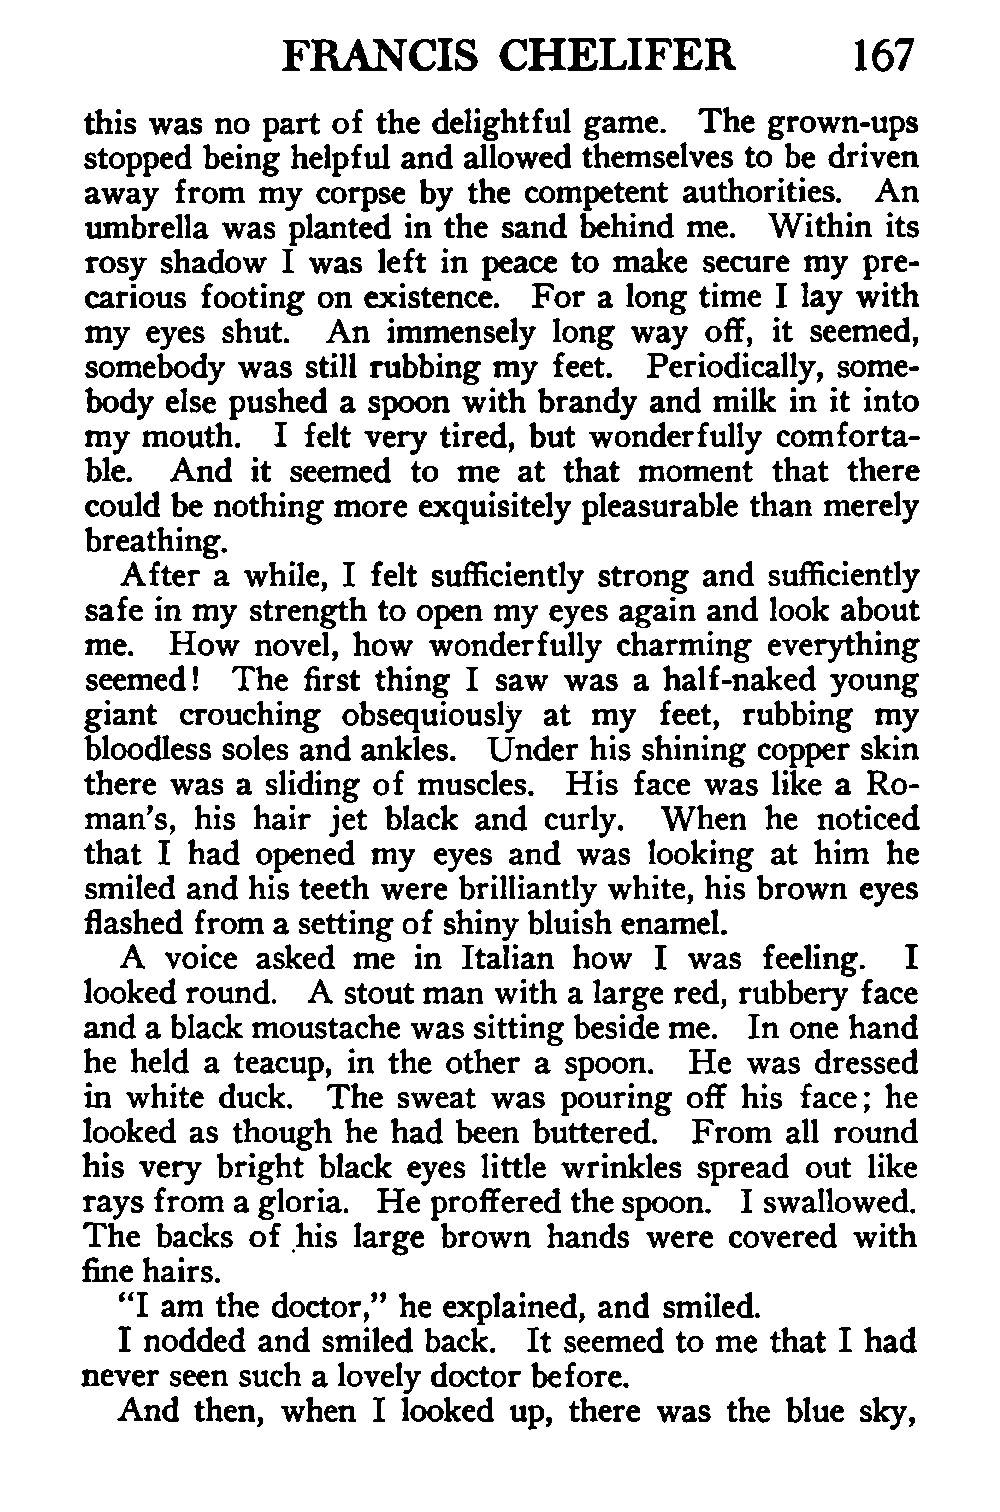 FRANCIS CHELIFER 167
this was no part of the delightful game. The grown-ups
stopped being helpful and allowed themselves to be driven
away from my corpse by the competent authorities. An
umbrella was planted in the sand behind me. Within its
rosy shadow I was left in peace to make secure my pre-
carious footing on existence. For a long time I lay with
my eyes shut. An immensely long way off, it seemed,
somebody was still rubbing my feet. Periodically, some-
body else pushed a spoon with brandy and milk in it into
my mouth. I felt very tired, but wonderfully comforta-
ble. And it seemed to me at that moment that there
could be nothing more exquisitely pleasurable than merely
breathing.
After a while, I felt sufficiently strong and sufficiently
safe in my strength to open my eyes again and look about
me. How novel, how wonderfully charming everything
seemed! The first thing I saw was a half-naked young
giant crouching obsequiously at my feet, rubbing my
bloodless soles and ankles. Under his shining copper skin
there was a sliding of muscles. His face was like a Ro-
man's, his hair jet black and curly. When he noticed
that I had opened my eyes and was looking at him he
smiled and his teeth were brilliantly white, his brown eyes
flashed from a setting of shiny bluish enamel.
A voice asked me in Italian how I was feeling. I
looked round. A stout man with a large red, rubbery face
and a black moustache was sitting beside me. In one hand
he held a teacup, in the other a spoon. He was dressed
in white duck. The sweat was pouring off his face; he
looked as though he had been buttered. From all round
his very bright black eyes little wrinkles spread out like
rays from a gloria. He proffered the spoon. I swallowed.
The backs of his large brown hands were covered with
fine hairs.
"I am the doctor," he explained, and smiled.
I nodded and smiled back. It seemed to me that I had
never seen such a lovely doctor before.
And then, when I looked up, there was the blue sky,